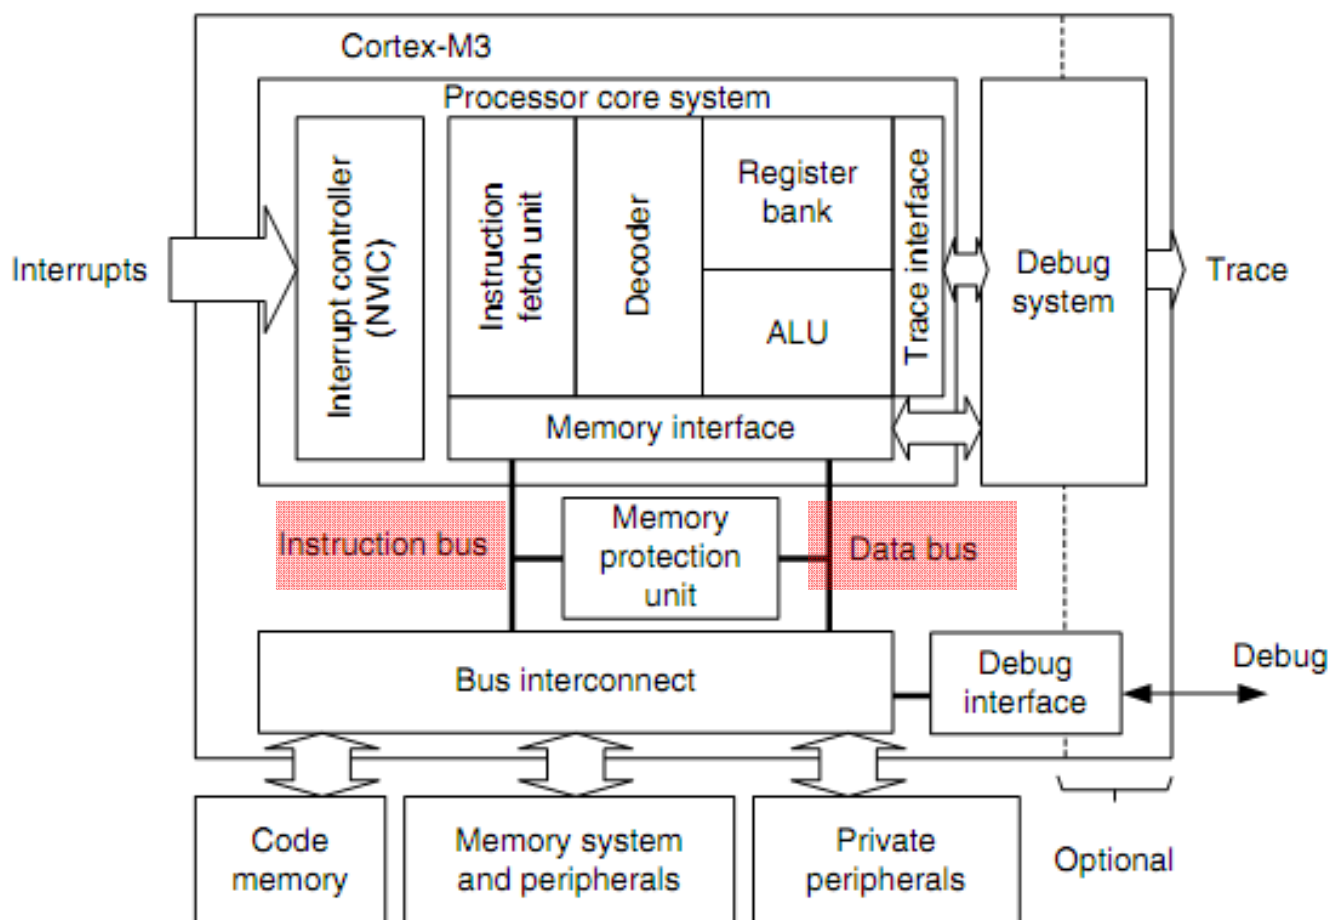 Cortex-M3
Processor core system
Interrupts
Interrupt controller
(NVIC)
Instruction
fetch unit
Decoder
Register
bank
ALU
Trace interface
Debug
system
Trace
Memory interface
Instruction bus
Memory
protection
unit
Data bus
Bus interconnect
Debug
interface
Debug
Code
memory
Memory system
and peripherals
Private
peripherals
Optional